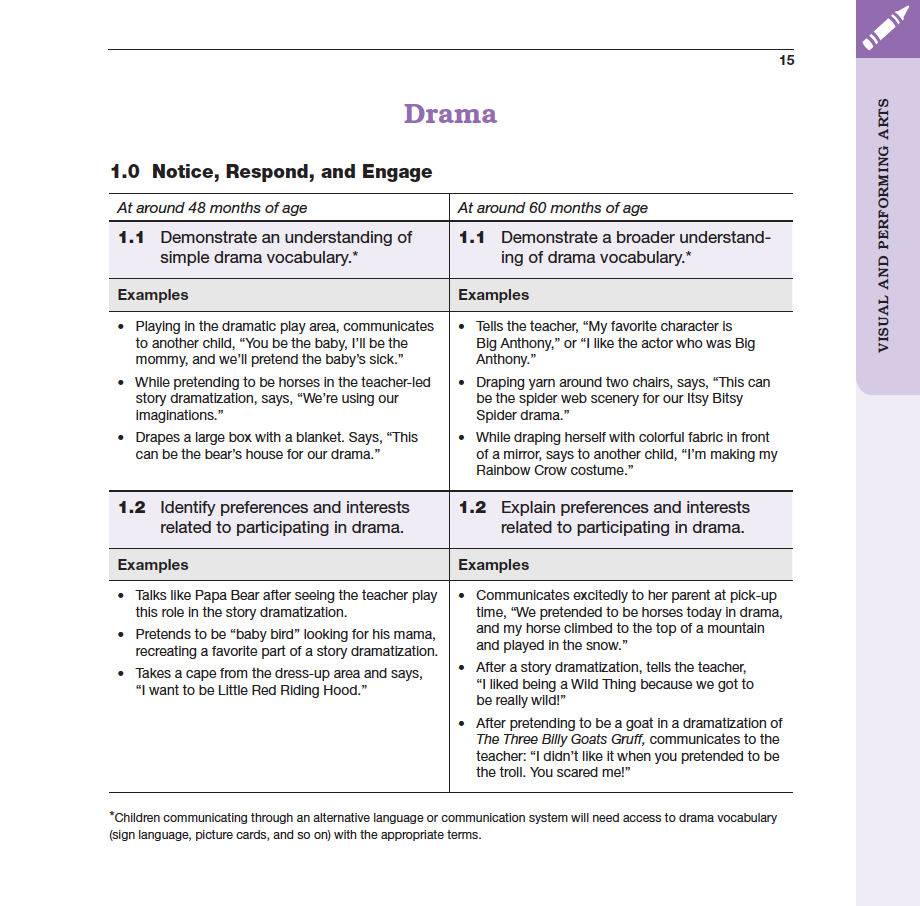 15
VISUAL AND PERFORMING ARTS
Drama
1.0 Notice, Respond, and Engage
At around 48 months of age
At around 60 months of age
1.1 Demonstrate an understanding of
simple drama vocabulary.*
1.1 Demonstrate a broader understand-
ing of drama vocabulary.*
Examples
Examples
• Playing in the dramatic play area, communicates
to another child, “You be the baby, I’ll be the
mommy, and we’ll pretend the baby’s sick.”
• While pretending to be horses in the teacher-led
story dramatization, says, “We’re using our
imaginations.”
• Drapes a large box with a blanket. Says, “This
can be the bear’s house for our drama.”
• Tells the teacher, “My favorite character is
Big Anthony,” or “I like the actor who was Big
Anthony.”
• Draping yarn around two chairs, says, “This can
be the spider web scenery for our Itsy Bitsy
Spider drama.”
• While draping herself with colorful fabric in front
of a mirror, says to another child, “I’m making my
Rainbow Crow costume.”
1.2 Identify preferences and interests
related to participating in drama.
1.2 Explain preferences and interests
related to participating in drama.
Examples
Examples
• Talks like Papa Bear after seeing the teacher play
this role in the story dramatization.
• Pretends to be “baby bird” looking for his mama,
recreating a favorite part of a story dramatization.
• Takes a cape from the dress-up area and says,
“I want to be Little Red Riding Hood.”
• Communicates excitedly to her parent at pick-up
time, “We pretended to be horses today in drama,
and my horse climbed to the top of a mountain
and played in the snow.”
• After a story dramatization, tells the teacher,
“I liked being a Wild Thing because we got to
be really wild!”
• After pretending to be a goat in a dramatization of
The Three Billy Goats Gruff, communicates to the
teacher: “I didn’t like it when you pretended to be
the troll. You scared me!”
*Children communicating through an alternative language or communication system will need access to drama vocabulary
(sign language, picture cards, and so on) with the appropriate terms.